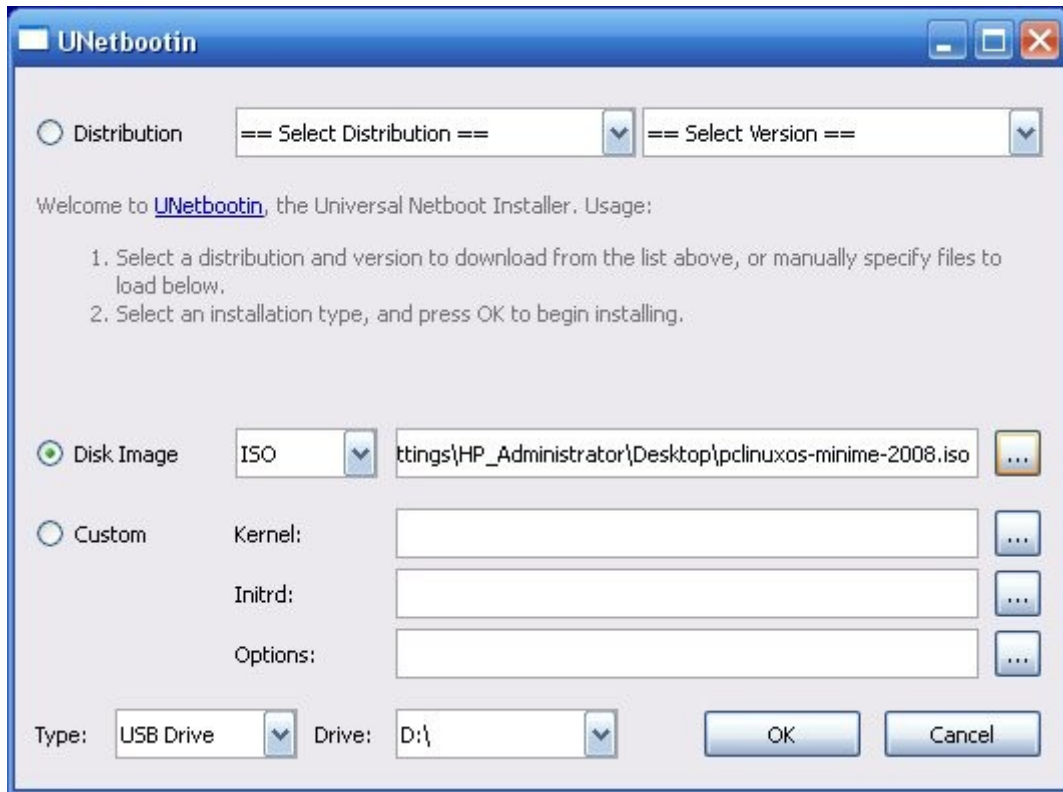 UNetbootin
Distribution == Select Distribution == == Select Version ==
Welcome to UNetbootin, the Universal Netboot Installer. Usage:
1. Select a distribution and version to download from the list above, or manually specify files to
load below.
2. Select an installation type, and press OK to begin installing.
Disk Image ISO ttings\HP_Administrator\Desktop\pclinuxos-minime-2008.iso ...
Custom Kernel: ...
Initrd: ...
Options: ...
Type: USB Drive Drive: D:\ OK Cancel